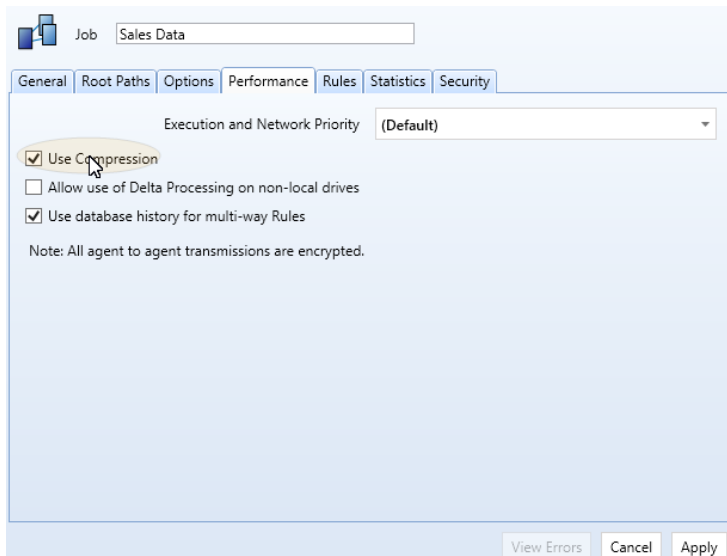 Job Sales Data
General Root Paths Options Performance Rules Statistics Security
Execution and Network Priority (Default)
Use Compression
Allow use of Delta Processing on non-local drives
Use database history for multi-way Rules
Note: All agent to agent transmissions are encrypted.
View Errors Cancel Apply